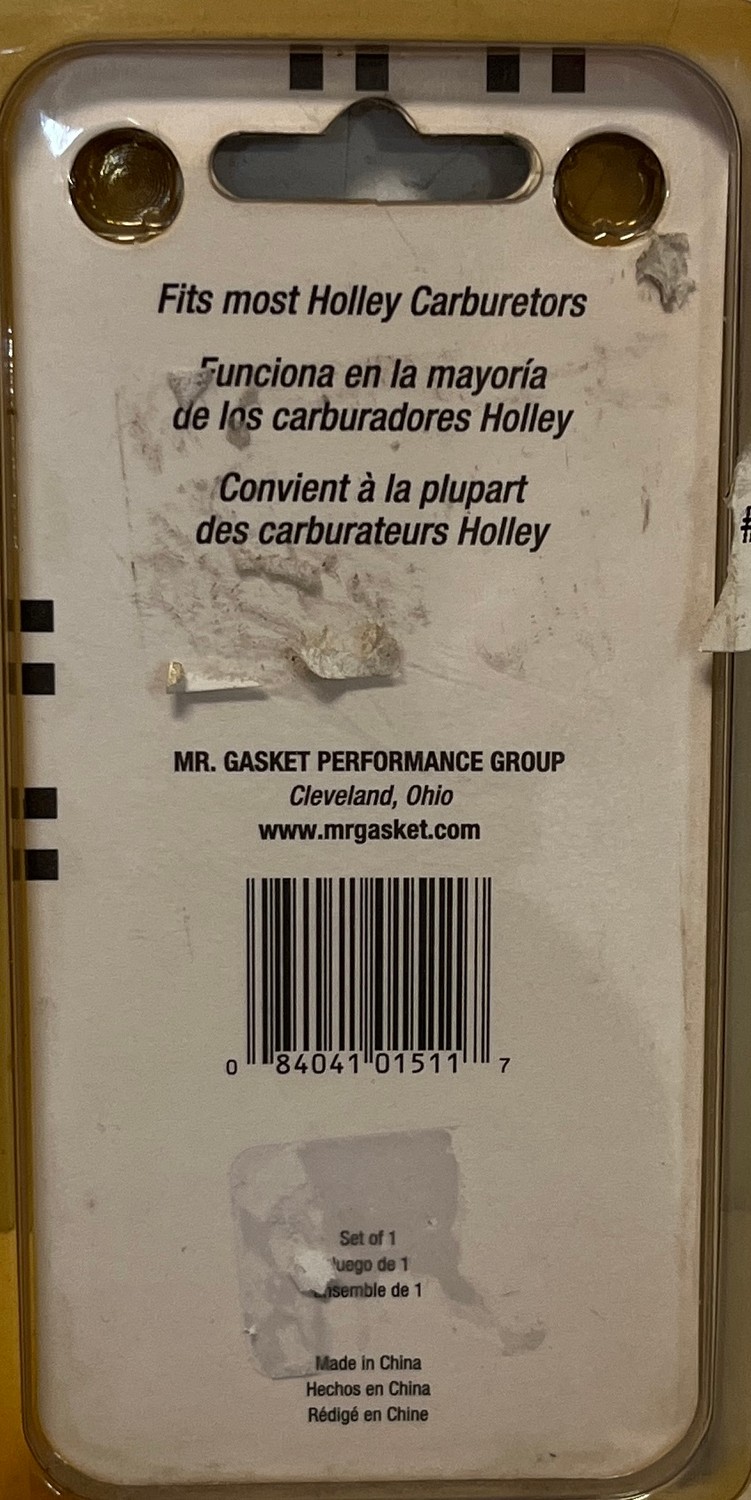 Fits most Holley Carburetors
Funciona en la mayoría
de los carburadores Holley
Convient à la plupart
des carburateurs Holley
#
MR. GASKET PERFORMANCE GROUP
Cleveland, Ohio
www.mrgasket.com
0 84041 01511 7
Set of 1
Juego de 1
Ensemble de 1
Made in China
Hechos en China
Rédigé en Chine